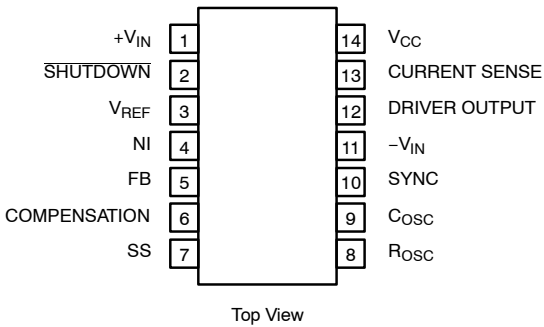 +VIN 1 14 VCC
SHUTDOWN 2 13 CURRENT SENSE
VREF 3 12 DRIVER OUTPUT
NI 4 11 −VIN
FB 5 10 SYNC
COMPENSATION 6 9 COSC
SS 7 8 ROSC
Top View